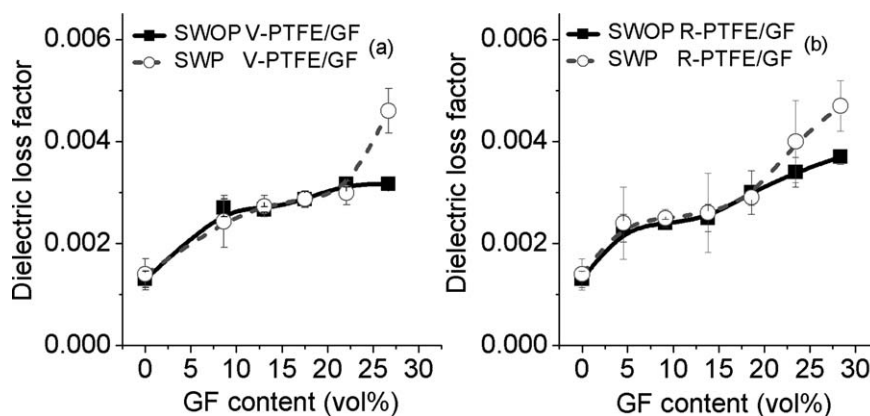 0.006
SWOP V-PTFE/GF
SWP V-PTFE/GF
(a)
0.004
0.002
0.000
Dielectric loss factor
0 5 10 15 20 25 30
GF content (vol%)
0.006
SWOP R-PTFE/GF
SWP R-PTFE/GF
(b)
0.004
0.002
0.000
Dielectric loss factor
0 5 10 15 20 25 30
GF content (vol%)